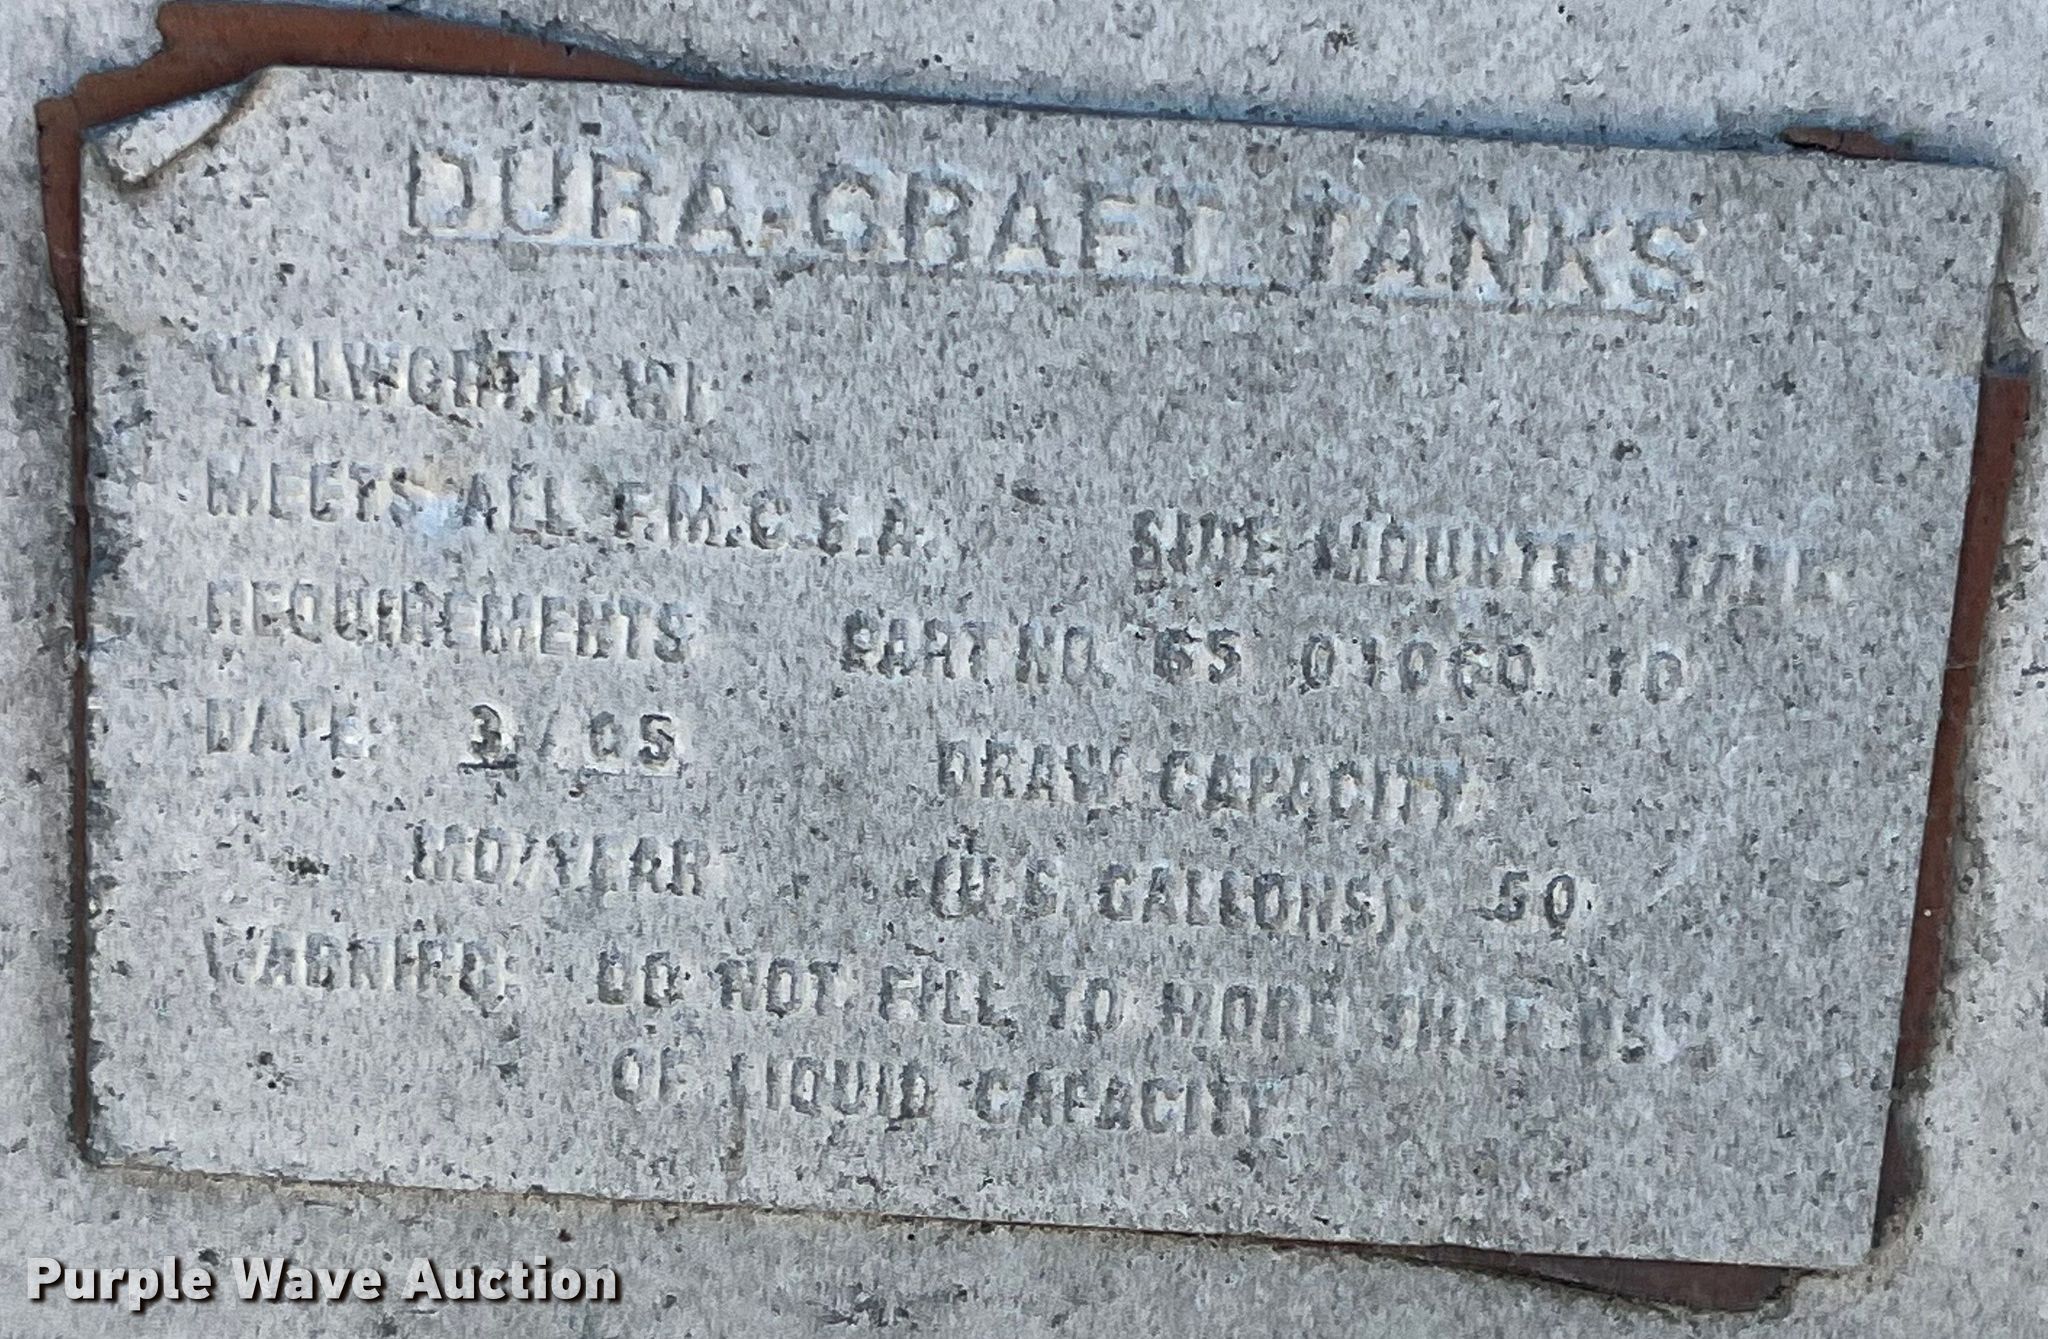 DURA-CRAFT TANKS
WALWORTH, WI
MEETS ALL F.M.C.S.A. SIDE MOUNTED TANK
REQUIREMENTS PART NO. 65 01060 10
DATE: 3/05 DRAW CAPACITY
MO/YEAR (U.S. GALLONS) 50
WARNING: DO NOT FILL TO MORE THAN 95%
OF LIQUID CAPACITY
Purple Wave Auction